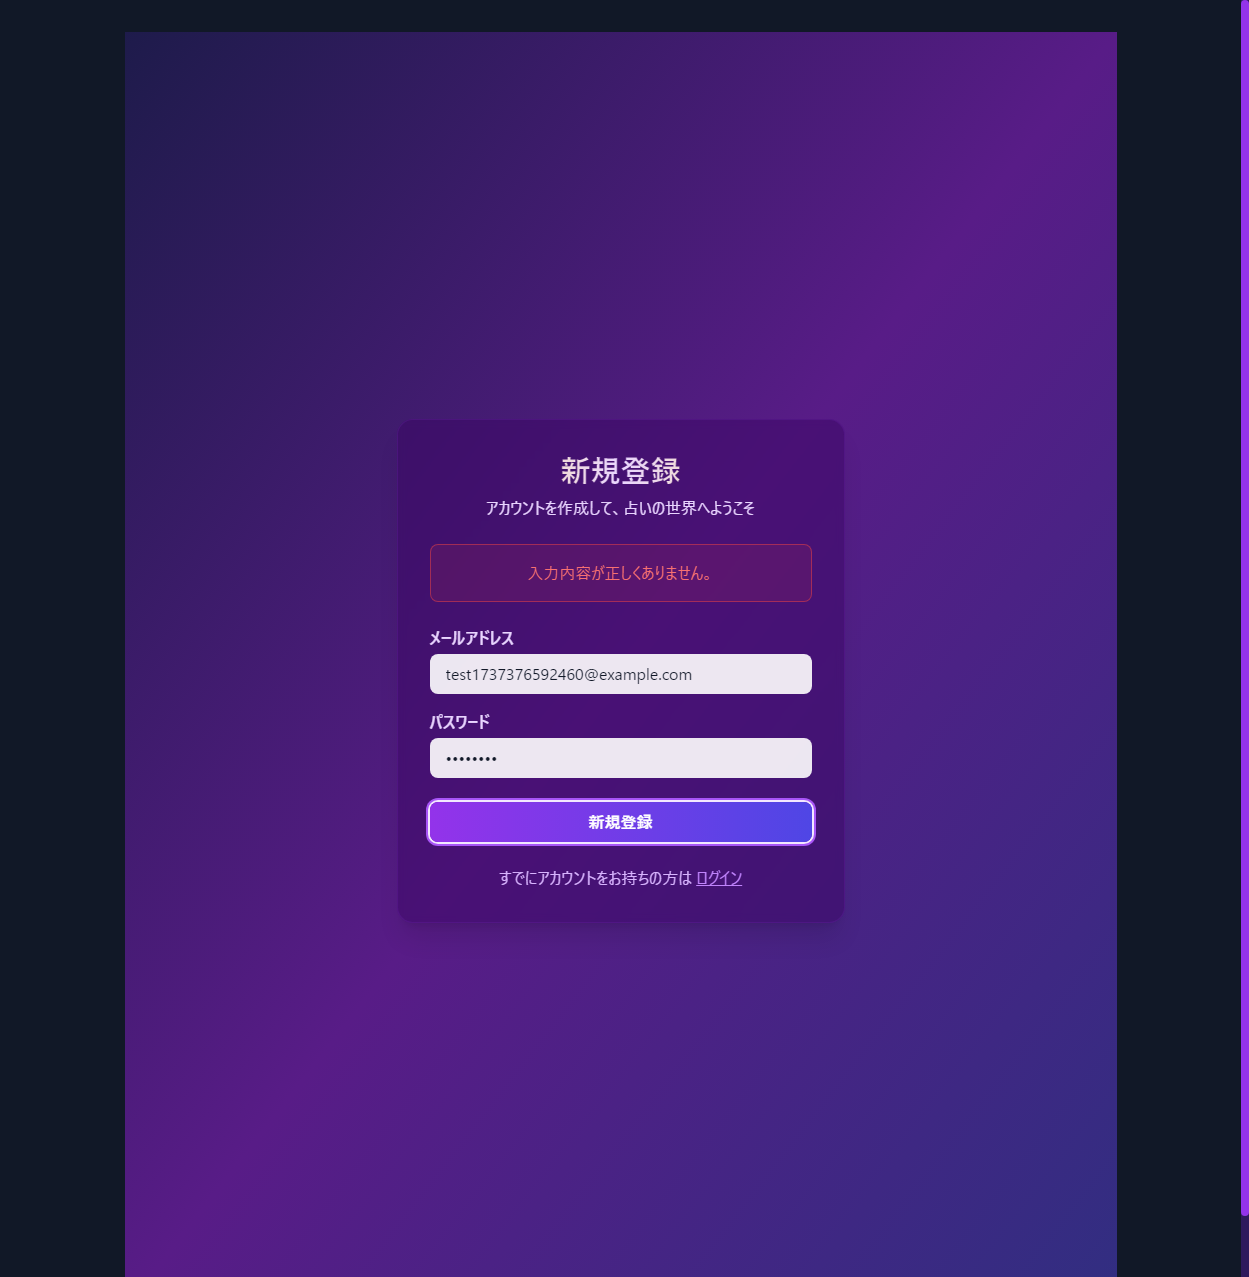 新規登録
アカウントを作成して、占いの世界へようこそ
入力内容が正しくありません。
メールアドレス
test1737376592460@example.com
パスワード
••••••••
新規登録
すでにアカウントをお持ちの方は ログイン